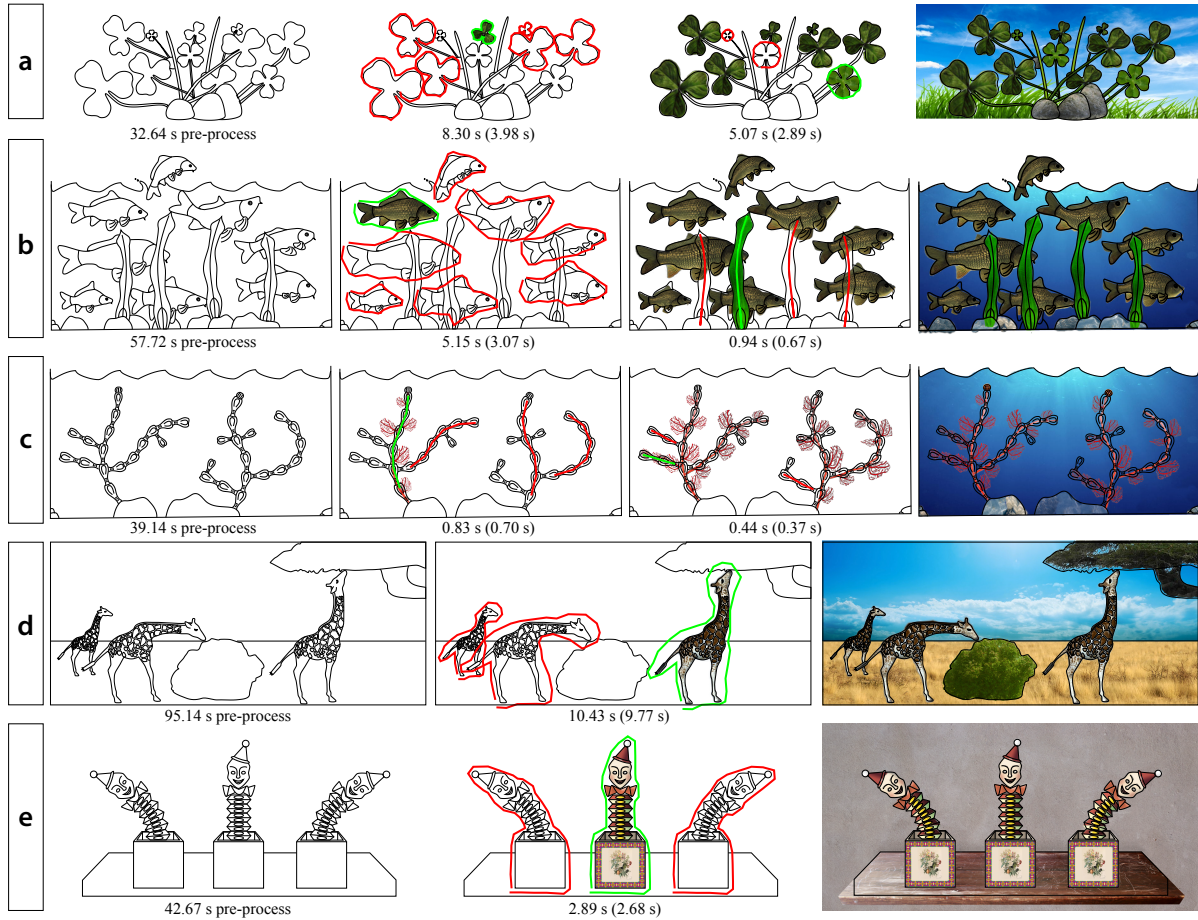 a
32.64 s pre-process
8.30 s (3.98 s)
5.07 s (2.89 s)
b
57.72 s pre-process
5.15 s (3.07 s)
0.94 s (0.67 s)
c
39.14 s pre-process
0.83 s (0.70 s)
0.44 s (0.37 s)
d
95.14 s pre-process
10.43 s (9.77 s)
e
42.67 s pre-process
2.89 s (2.68 s)